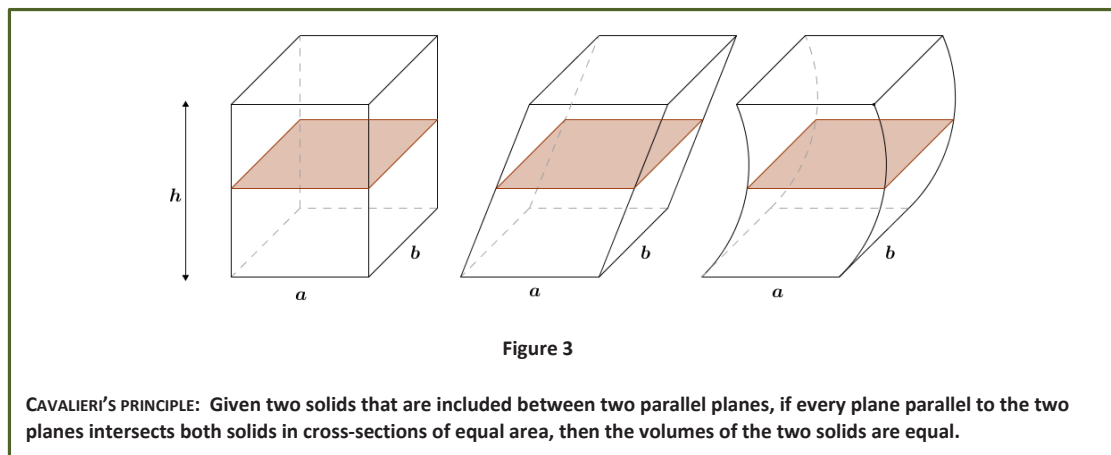 h
b
b
b
a
a
a
Figure 3
CAVALIERI'S PRINCIPLE: Given two solids that are included between two parallel planes, if every plane parallel to the two
planes intersects both solids in cross-sections of equal area, then the volumes of the two solids are equal.